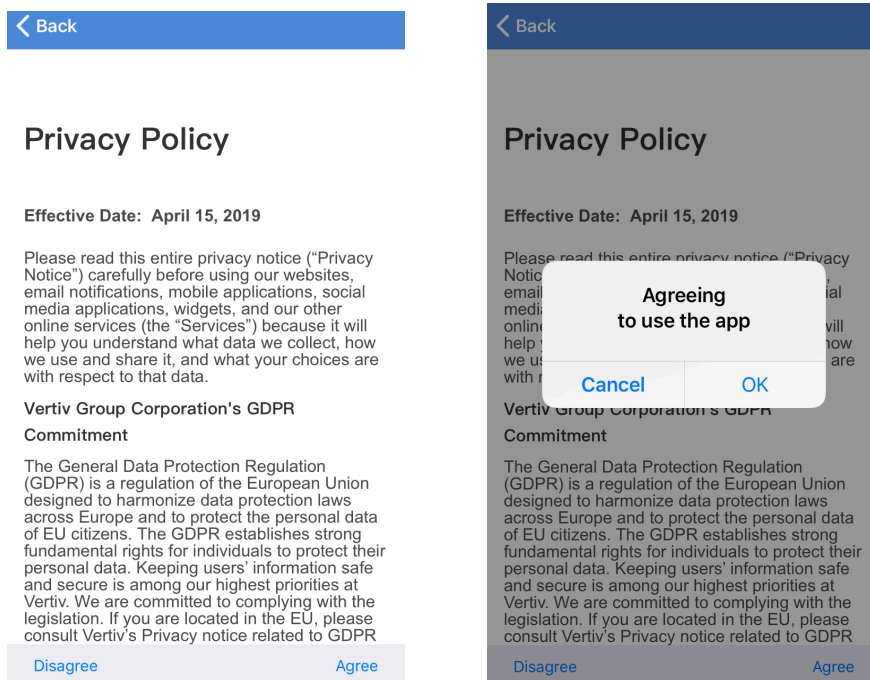 Back
Privacy Policy
Effective Date: April 15, 2019
Please read this entire privacy notice (“Privacy
Notice”) carefully before using our websites,
email notifications, mobile applications, social
media applications, widgets, and our other
online services (the “Services”) because it will
help you understand what data we collect, how
we use and share it, and what your choices are
with respect to that data.
Vertiv Group Corporation's GDPR
Commitment
The General Data Protection Regulation
(GDPR) is a regulation of the European Union
designed to harmonize data protection laws
across Europe and to protect the personal data
of EU citizens. The GDPR establishes strong
fundamental rights for individuals to protect their
personal data. Keeping users’ information safe
and secure is among our highest priorities at
Vertiv. We are committed to complying with the
legislation. If you are located in the EU, please
consult Vertiv’s Privacy notice related to GDPR
Disagree Agree
Back
Privacy Policy
Effective Date: April 15, 2019
Please read this entire privacy notice (“Privacy
Agreeing
to use the app
Cancel OK
how
we
are
with
Vertiv Group Corporation's GDPR
Commitment
The General Data Protection Regulation
(GDPR) is a regulation of the European Union
designed to harmonize data protection laws
across Europe and to protect the personal data
of EU citizens. The GDPR establishes strong
fundamental rights for individuals to protect their
personal data. Keeping users’ information safe
and secure is among our highest priorities at
Vertiv. We are committed to complying with the
legislation. If you are located in the EU, please
consult Vertiv’s Privacy notice related to GDPR
Disagree Agree